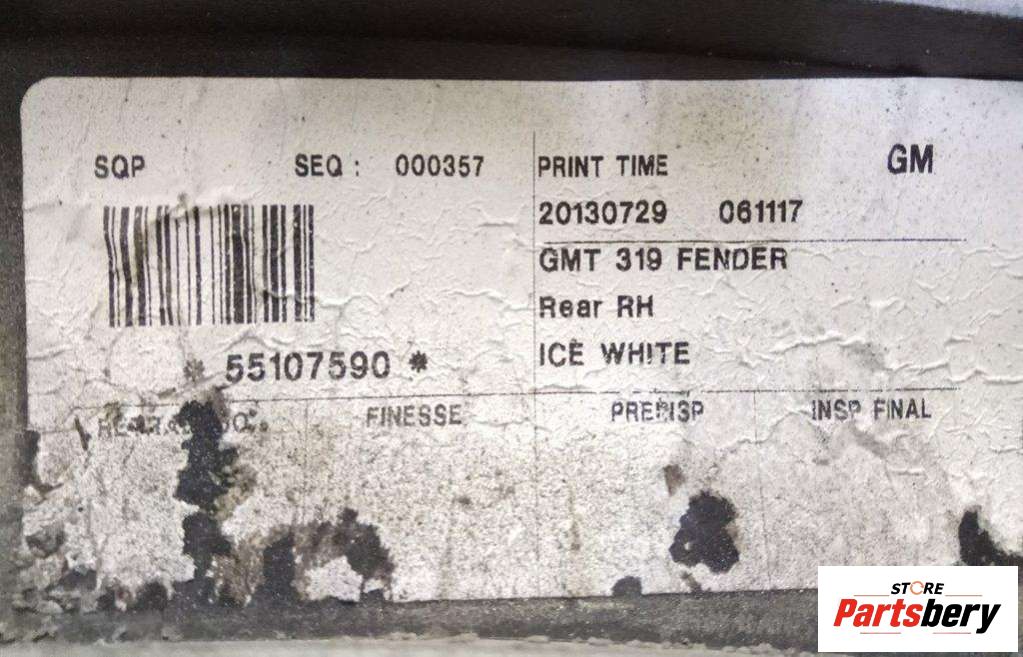 SQP SEQ : 000357
* 55107590 *
PRINT TIME GM
20130729 061117
GMT 319 FENDER
Rear RH
ICE WHITE
FINESSE PREDISP INSP FINAL
STORE
Partsbery